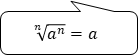 ⁿ√aⁿ = a